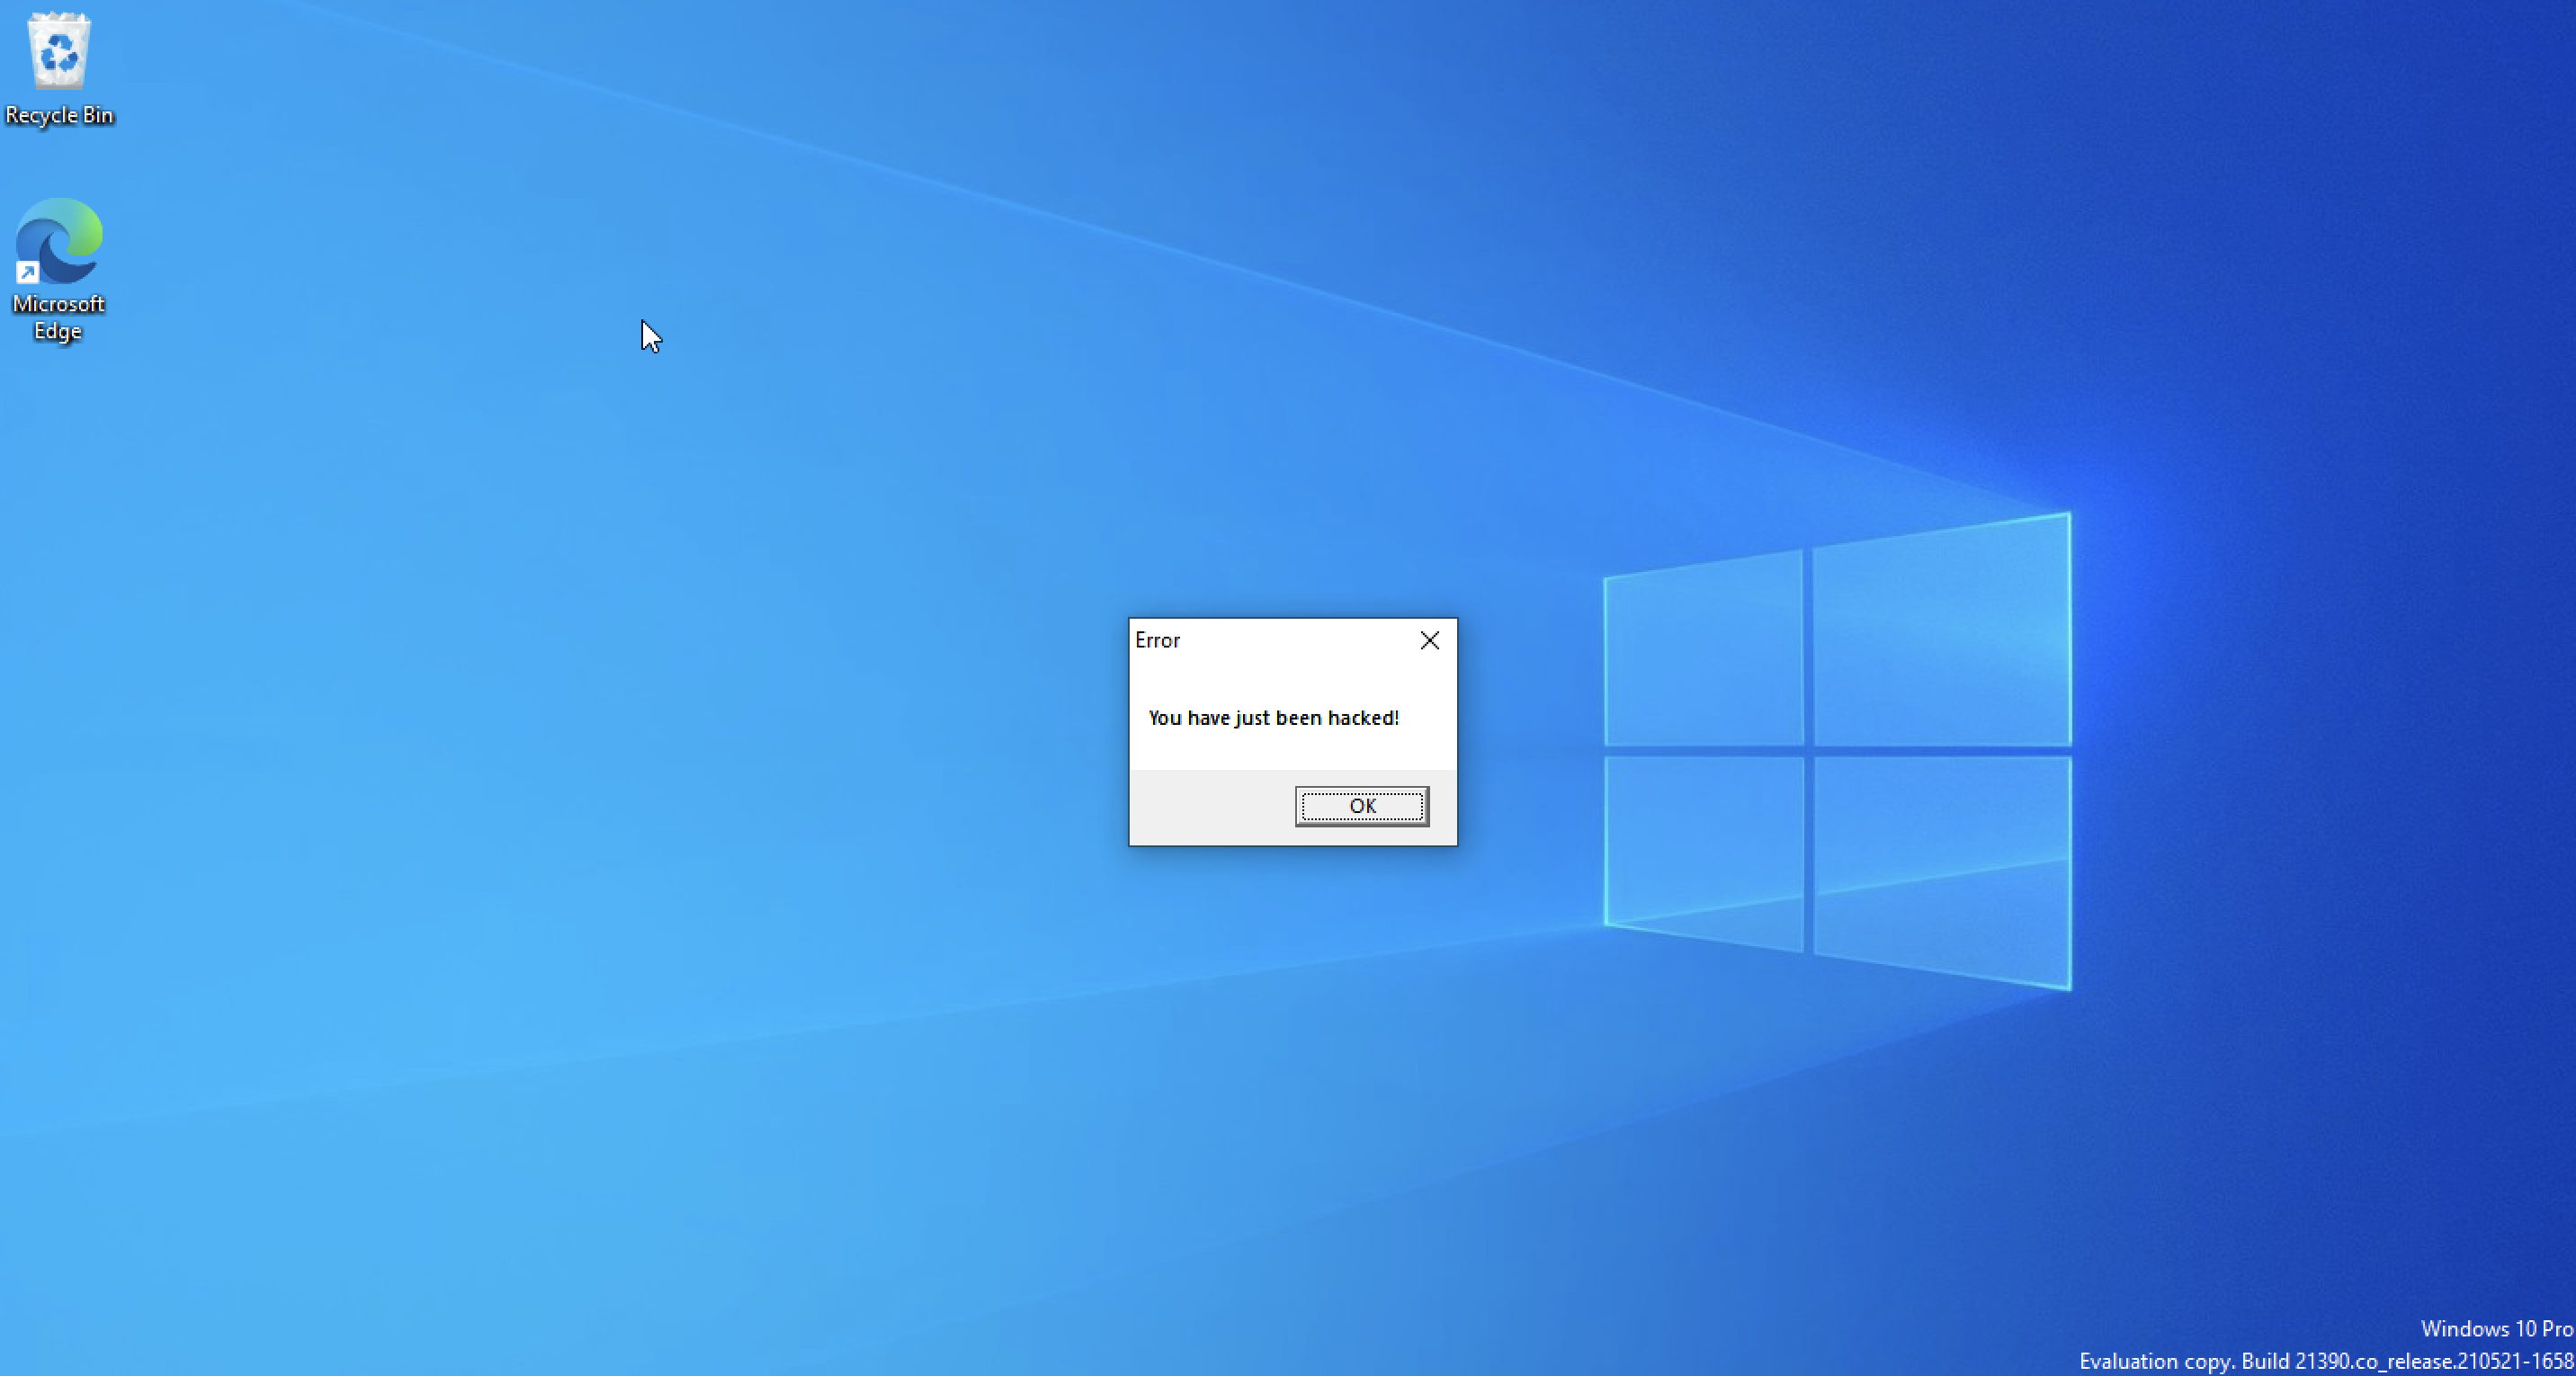 Recycle Bin
Microsoft
Edge
Error
You have just been hacked!
OK
Windows 10 Pro
Evaluation copy. Build 21390.co_release.210521-1658